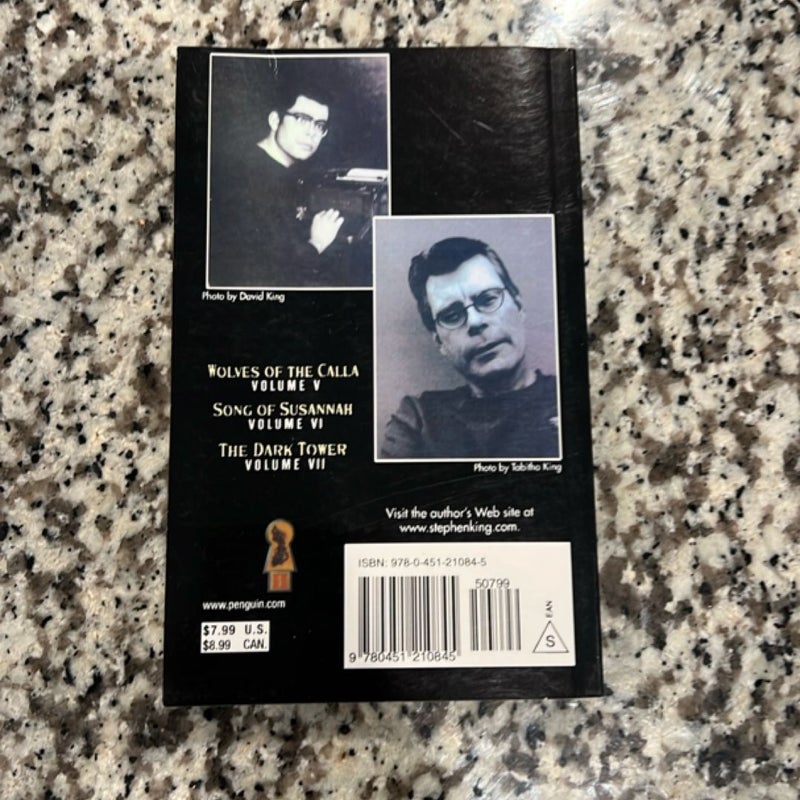 Photo by David King
WOLVES OF THE CALLA
VOLUME V
SONG OF SUSANNAH
VOLUME VI
THE DARK TOWER
VOLUME VII
Photo by Tabitha King
Visit the author's Web site at
www.stephenking.com.
II
www.penguin.com
$7.99 U.S.
$8.99 CAN.
ISBN: 978-0-451-21084-5
50799
9 780451 210845
EAN
S